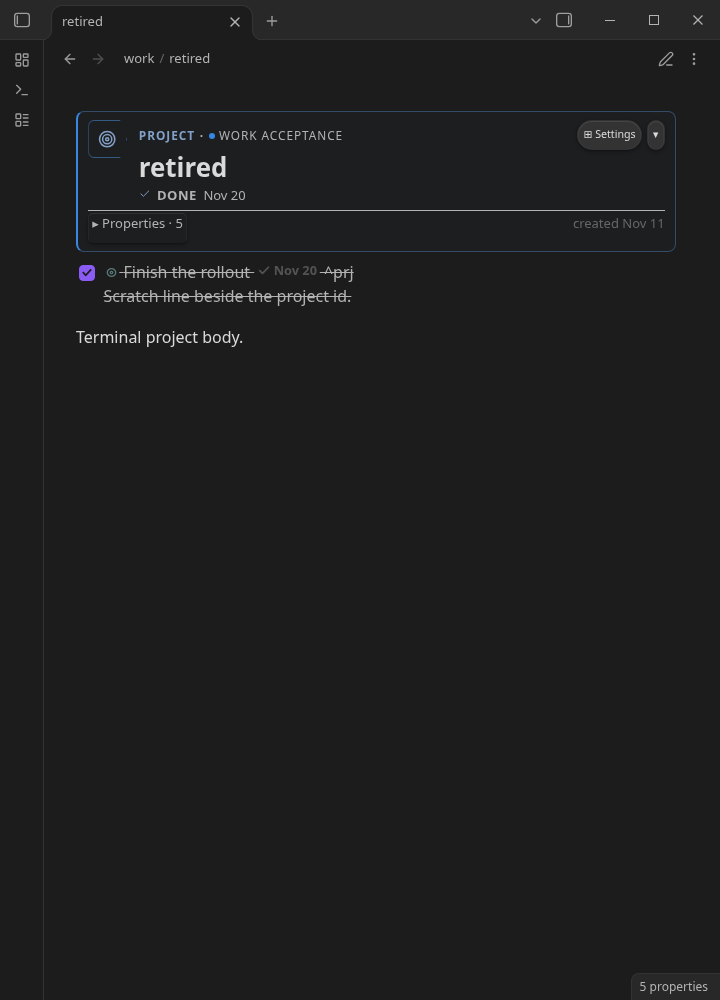 retired
work / retired
PROJECT · WORK ACCEPTANCE
Settings
retired
DONE Nov 20
Properties · 5
created Nov 11
Finish the rollout Nov 20 ^prj
Scratch line beside the project id.
Terminal project body.
5 properties